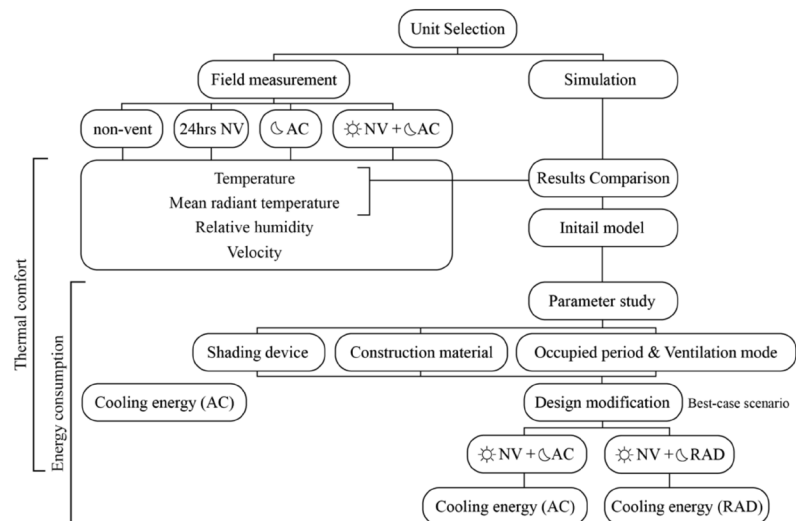 Unit Selection
Field measurement
Simulation
non-vent
24hrs NV
AC
NV + AC
Temperature
Mean radiant temperature
Relative humidity
Velocity
Results Comparison
Initail model
Thermal comfort
Energy consumption
Parameter study
Shading device
Construction material
Occupied period & Ventilation mode
Cooling energy (AC)
Design modification
Best-case scenario
NV + AC
NV + RAD
Cooling energy (AC)
Cooling energy (RAD)